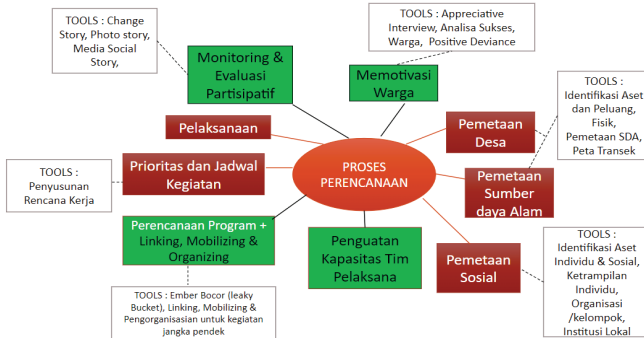 TOOLS : Change
Story, Photo story,
Media Social
Story,
Monitoring &
Evaluasi
Partisipatif
TOOLS : Appreciative
Interview, Analisa Sukses,
Warga, Positive Deviance
Memotivasi
Warga
TOOLS :
Identifikasi Aset
dan Peluang,
Fisik,
Pemetaan SDA,
Peta Transek
Pemetaan
Desa
Pemetaan
Sumber
daya Alam
PROSES
PERENCANAAN
Pelaksanaan
Prioritas dan Jadwal
Kegiatan
TOOLS :
Penyusunan
Rencana Kerja
Perencanaan Program +
Linking, Mobilizing &
Organizing
TOOLS : Ember Bocor (leaky
Bucket), Linking, Mobilizing &
Pengorganisasian untuk kegiatan
jangka pendek
Penguatan
Kapasitas Tim
Pelaksana
Pemetaan
Sosial
TOOLS :
Identifikasi Aset
Individu & Sosial,
Ketrampilan
Individu,
Organisasi
/kelompok,
Institusi Lokal